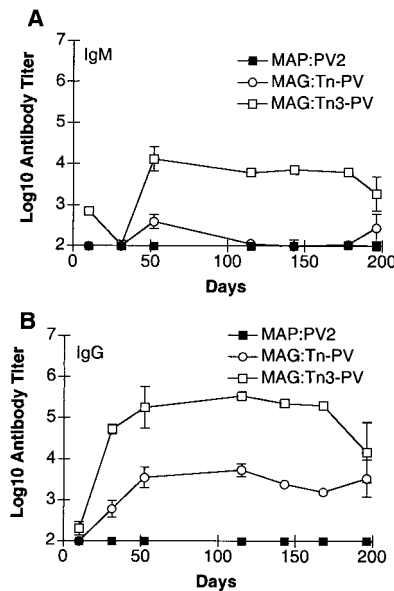 A
7
IgM
MAP:PV2
6
MAG:Tn-PV
MAG:Tn3-PV
5
4
3
2
Log10 Antibody Titer
0 50 100 150 200
Days
B
7
IgG
MAP:PV2
MAG:Tn-PV
6
MAG:Tn3-PV
5
4
3
2
Log10 Antibody Titer
0 50 100 150 200
Days